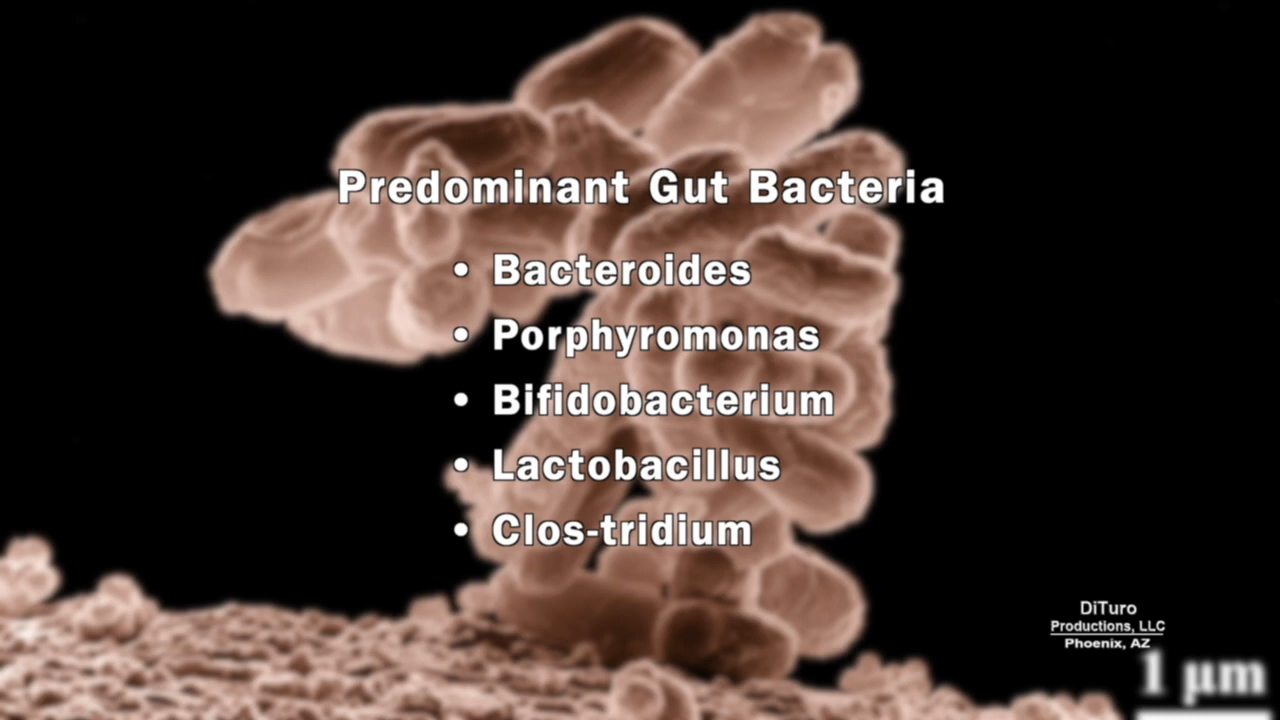 Predominant Gut Bacteria
• Bacteroides
• Porphyromonas
• Bifidobacterium
• Lactobacillus
• Clos-tridium
DiTuro
Productions, LLC
Phoenix, AZ
1 µm